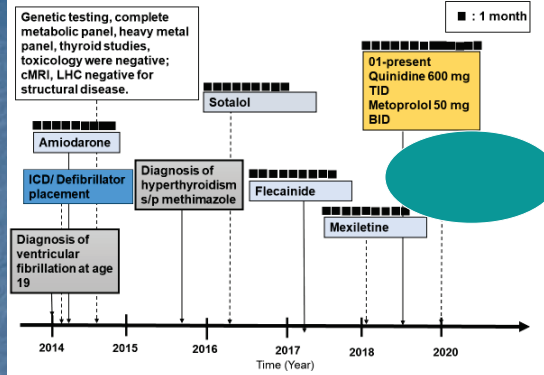 Genetic testing, complete
metabolic panel, heavy metal
panel, thyroid studies,
toxicology were negative;
cMRI, LHC negative for
structural disease.
: 1 month
01-present
Quinidine 600 mg
TID
Metoprolol 50 mg
BID
Sotalol
Amiodarone
ICD/ Defibrillator
placement
Diagnosis of
hyperthyroidism
s/p methimazole
Flecainide
Mexiletine
Diagnosis of
ventricular
fibrillation at age
19
2014
2015
2016
2017
2018
2020
Time (Year)